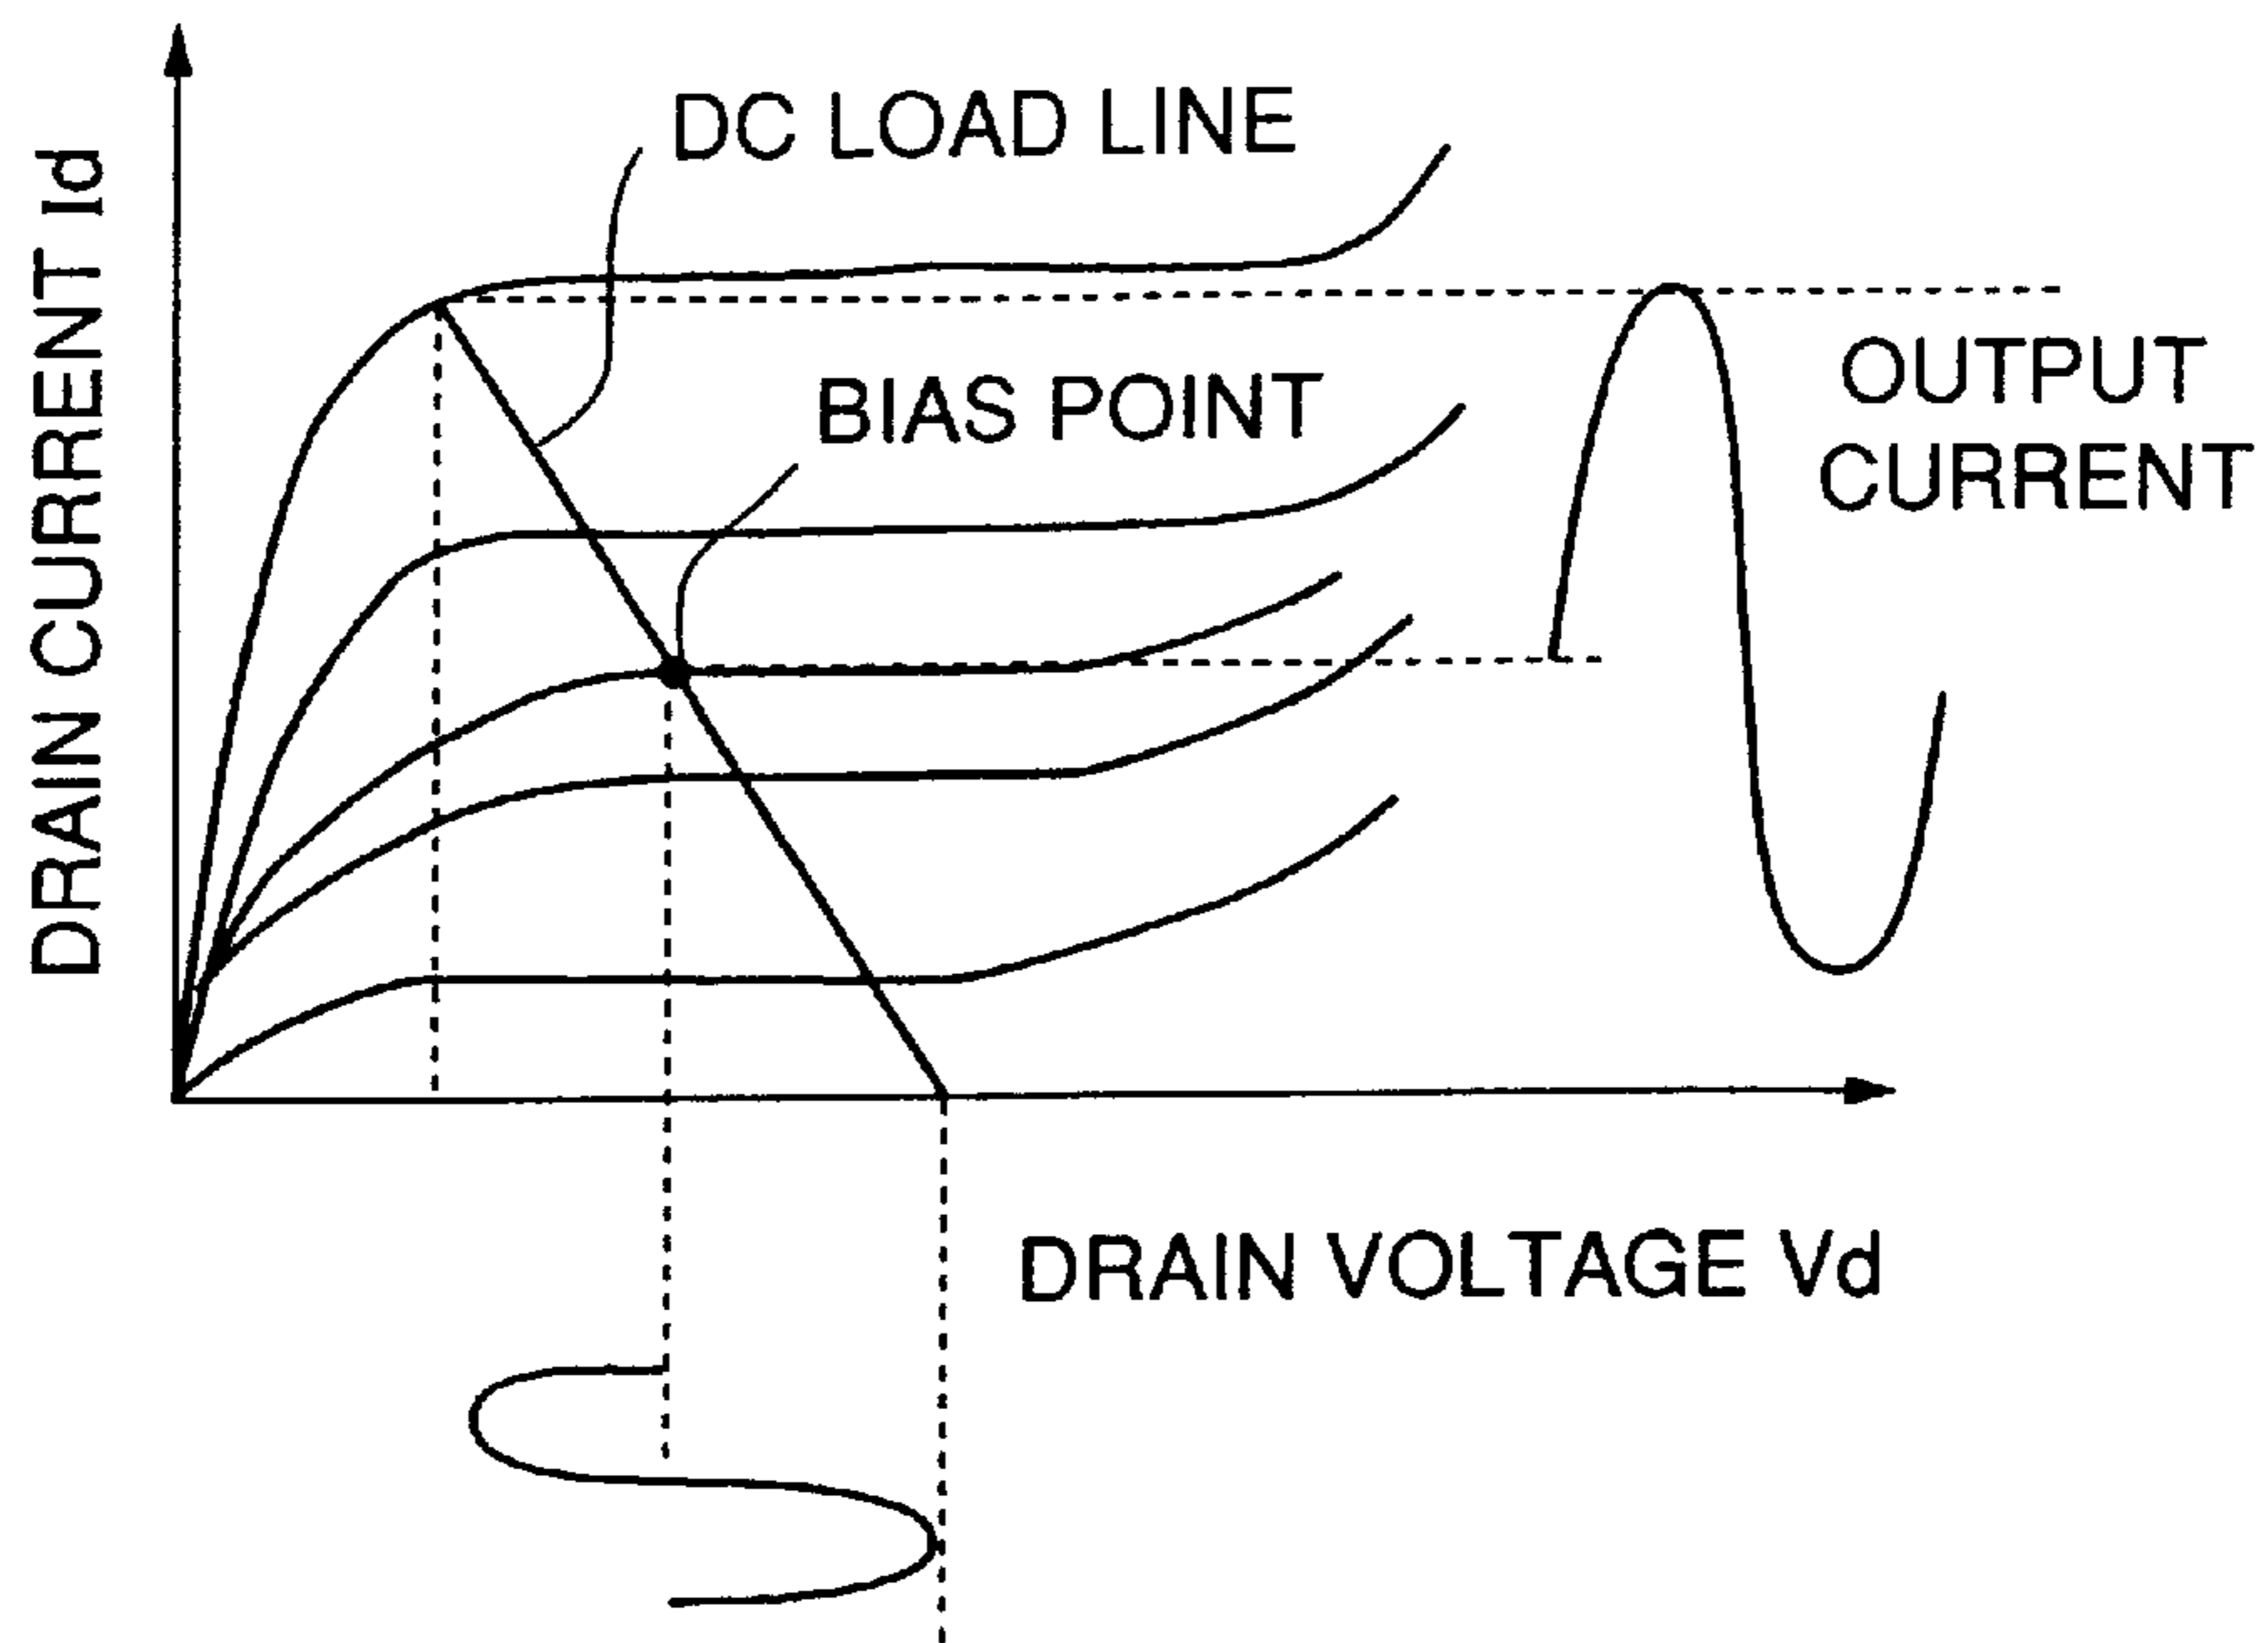 DC LOAD LINE
BIAS POINT
OUTPUT
CURRENT
DRAIN CURRENT Id
DRAIN VOLTAGE Vd